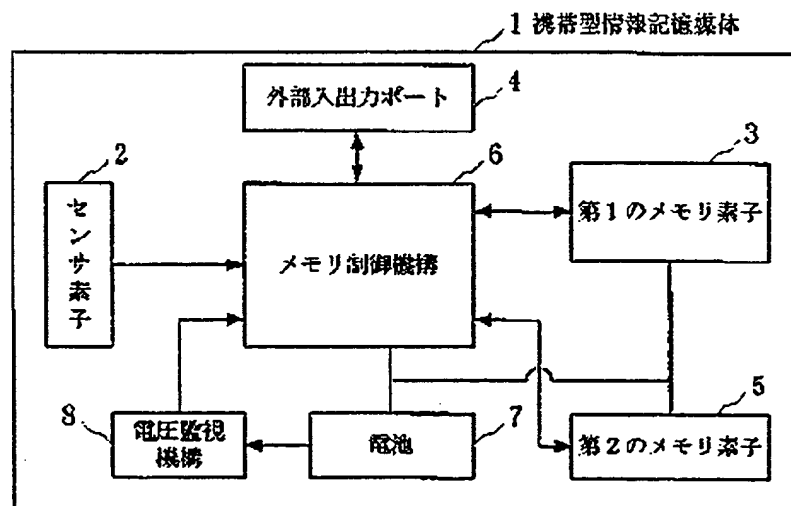 1 携帯型情報記憶媒体
外部入出力ポート
4
2
センサ素子
6
メモリ制御機構
3
第1のメモリ素子
8
電圧監視
機構
電池
7
5
第2のメモリ素子